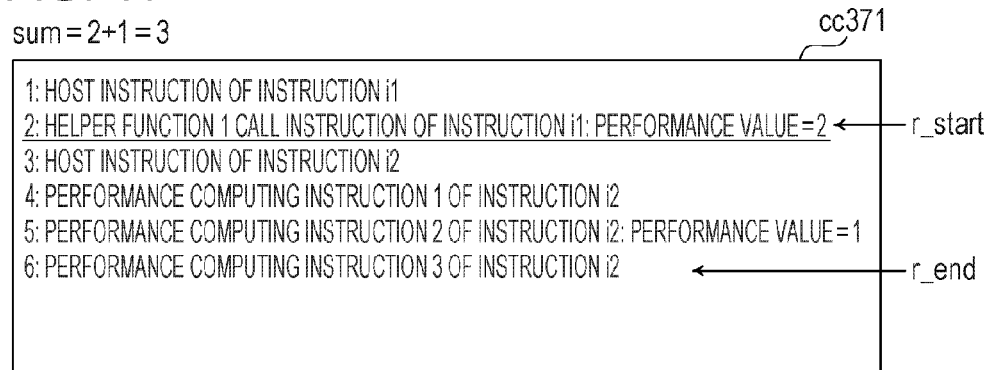 sum = 2+1 = 3
cc371
1: HOST INSTRUCTION OF INSTRUCTION i1
2: HELPER FUNCTION 1 CALL INSTRUCTION OF INSTRUCTION i1: PERFORMANCE VALUE=2
r_start
3: HOST INSTRUCTION OF INSTRUCTION i2
4: PERFORMANCE COMPUTING INSTRUCTION 1 OF INSTRUCTION i2
5: PERFORMANCE COMPUTING INSTRUCTION 2 OF INSTRUCTION i2: PERFORMANCE VALUE=1
6: PERFORMANCE COMPUTING INSTRUCTION 3 OF INSTRUCTION i2
r_end